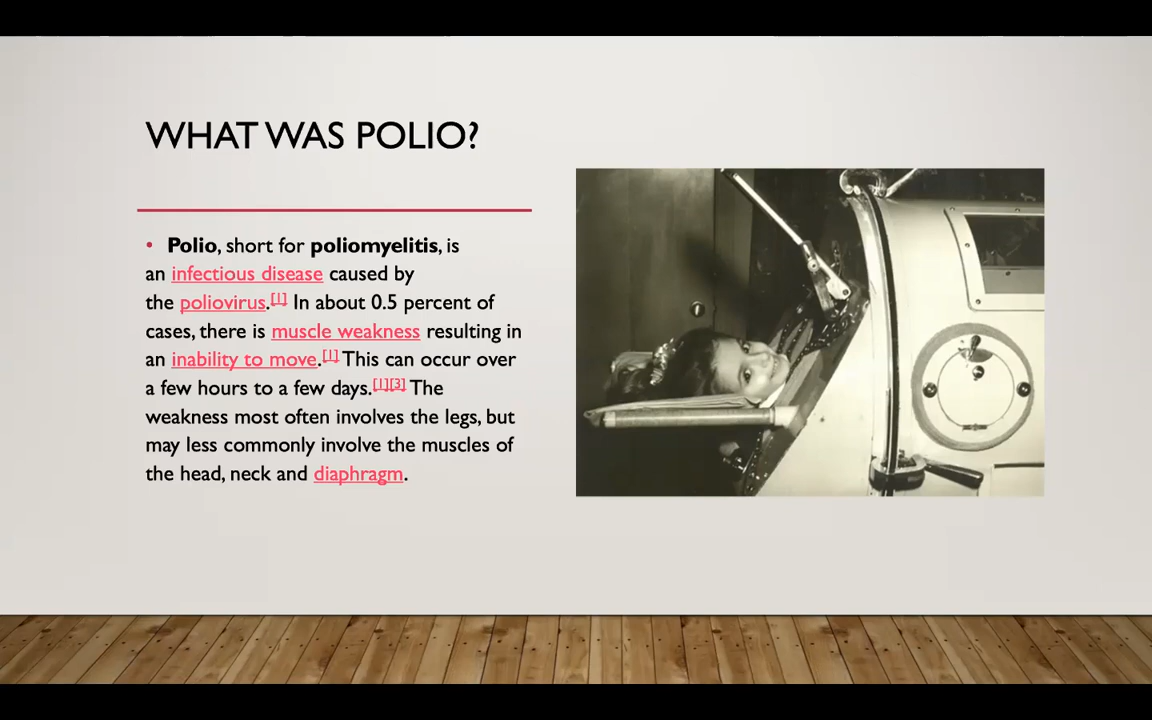 WHAT WAS POLIO?
• Polio, short for poliomyelitis, is
an infectious disease caused by
the poliovirus.[1] In about 0.5 percent of
cases, there is muscle weakness resulting in
an inability to move.[1] This can occur over
a few hours to a few days.[1][3] The
weakness most often involves the legs, but
may less commonly involve the muscles of
the head, neck and diaphragm.